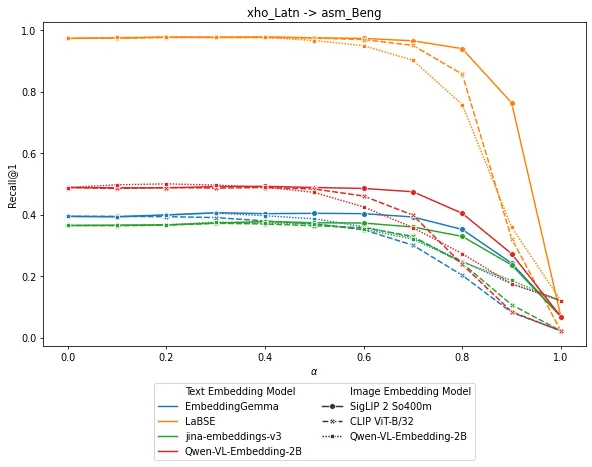 xho_Latn -> asm_Beng
Recall@1
1.0
0.8
0.6
0.4
0.2
0.0
0.0
0.2
0.4
0.6
0.8
1.0
α
Text Embedding Model
EmbeddingGemma
LaBSE
jina-embeddings-v3
Qwen-VL-Embedding-2B
Image Embedding Model
SigLIP 2 So400m
CLIP ViT-B/32
Qwen-VL-Embedding-2B